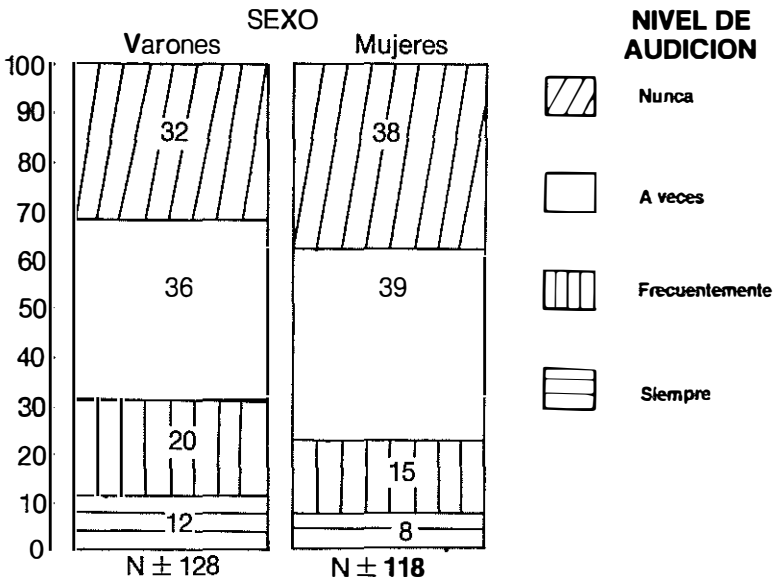 SEXO
Varones Mujeres
100
90
80
70
60
50
40
30
20
10
0
32
36
20
12
38
39
15
8
N ± 128
N ± 118
NIVEL DE
AUDICION
Nunca
A veces
Frecuentemente
Siempre